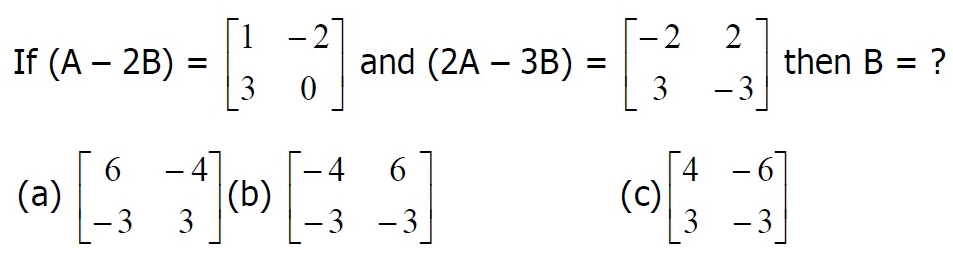 If (A – 2B) = [1 -2; 3 0] and (2A – 3B) = [-2 2; 3 -3] then B = ?
(a) [6 -4; -3 3] (b) [-4 6; -3 -3] (c) [4 -6; 3 -3]